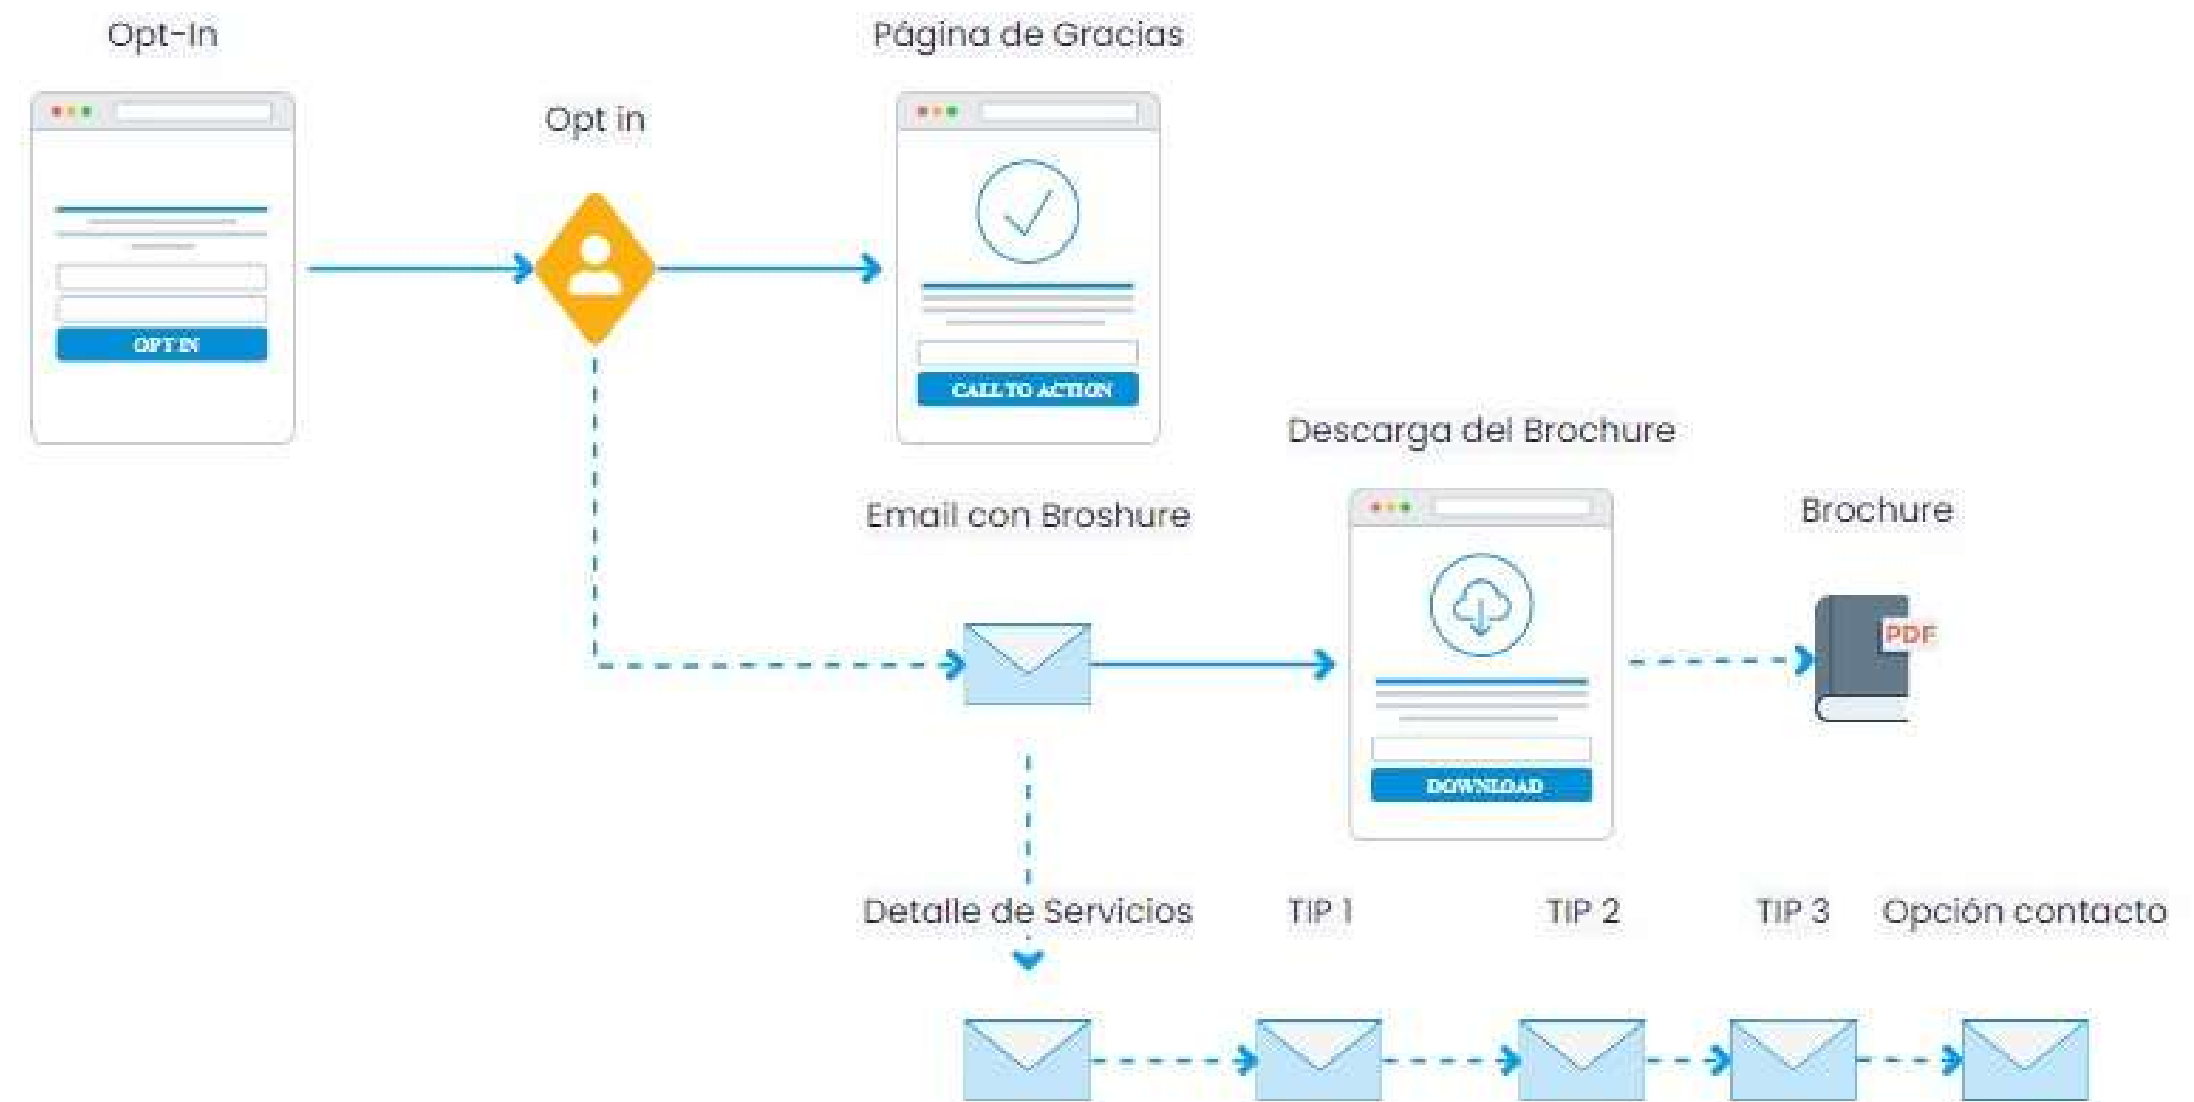 Opt-In
Página de Gracias
Opt in
OPT IN
CALL TO ACTION
Descarga del Brochure
Email con Broshure
Brochure
PDF
DOWNLOAD
Detalle de Servicios
TIP 1
TIP 2
TIP 3
Opción contacto